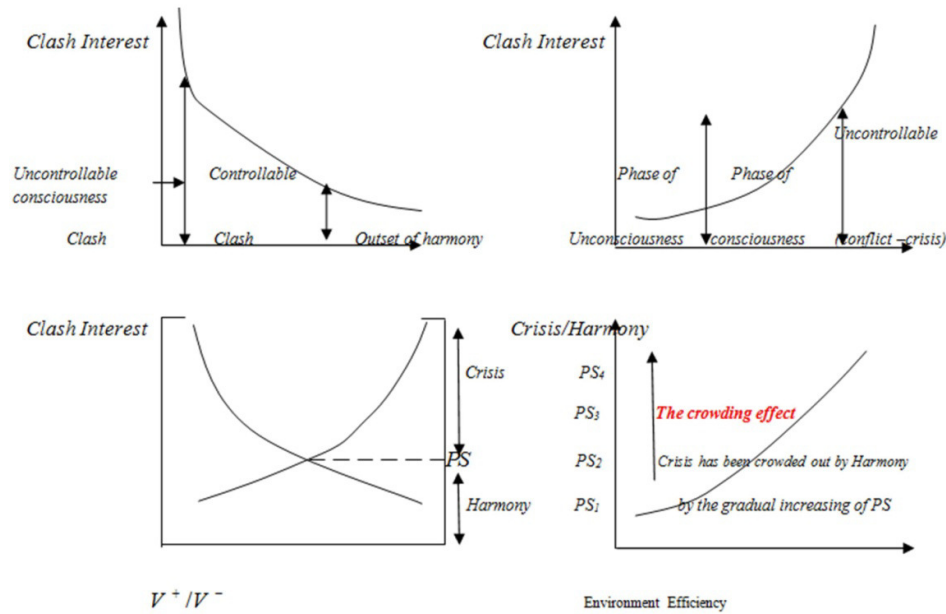 Clash Interest
Uncontrollable
consciousness
Controllable
Clash
Clash
Outset of harmony
Clash Interest
Uncontrollable
Phase of
Phase of
Unconsciousness
consciousness
(conflict –crisis)
Clash Interest
Crisis
PS
Harmony
V⁺/V⁻
Crisis/Harmony
PS₄
PS₃
The crowding effect
PS₂
Crisis has been crowded out by Harmony
PS₁
by the gradual increasing of PS
Environment Efficiency